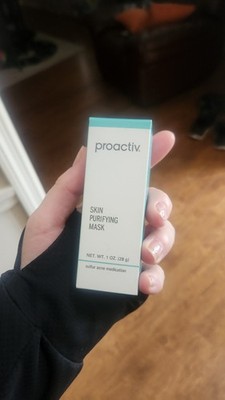 proactiv.
SKIN
PURIFYING
MASK
NET. WT. 1 OZ. (28 g)
sulfur acne medication